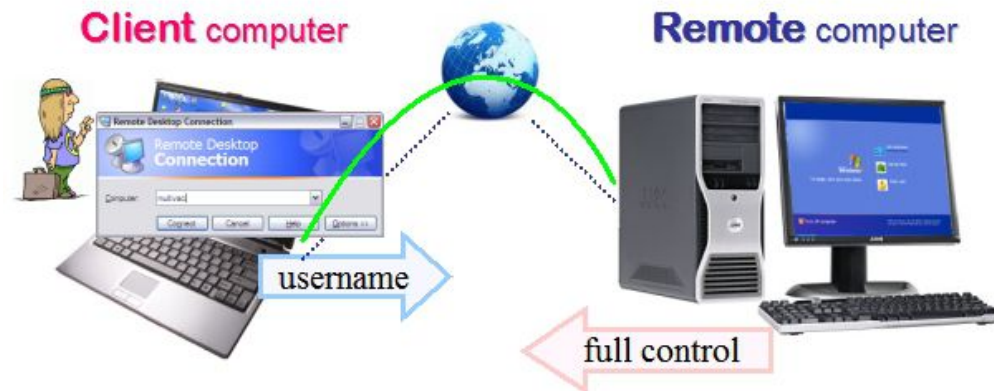 Client computer
Remote computer
Remote Desktop Connection
Remote Desktop
Connection
Computer:
Connect Cancel Help Options >>
username
full control